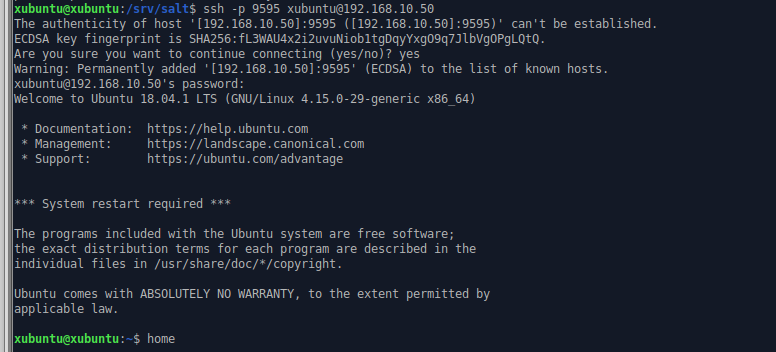 xubuntu@xubuntu:/srv/salt$ ssh -p 9595 xubuntu@192.168.10.50
The authenticity of host '[192.168.10.50]:9595 ([192.168.10.50]:9595)' can't be established.
ECDSA key fingerprint is SHA256:fL3WAU4x2i2uvuNiob1tgDqyYxgO9q7JlbVgOPgLQtQ.
Are you sure you want to continue connecting (yes/no)? yes
Warning: Permanently added '[192.168.10.50]:9595' (ECDSA) to the list of known hosts.
xubuntu@192.168.10.50's password:
Welcome to Ubuntu 18.04.1 LTS (GNU/Linux 4.15.0-29-generic x86_64)
* Documentation:  https://help.ubuntu.com
* Management:     https://landscape.canonical.com
* Support:        https://ubuntu.com/advantage
*** System restart required ***
The programs included with the Ubuntu system are free software;
the exact distribution terms for each program are described in the
individual files in /usr/share/doc/*/copyright.
Ubuntu comes with ABSOLUTELY NO WARRANTY, to the extent permitted by
applicable law.
xubuntu@xubuntu:~$ home